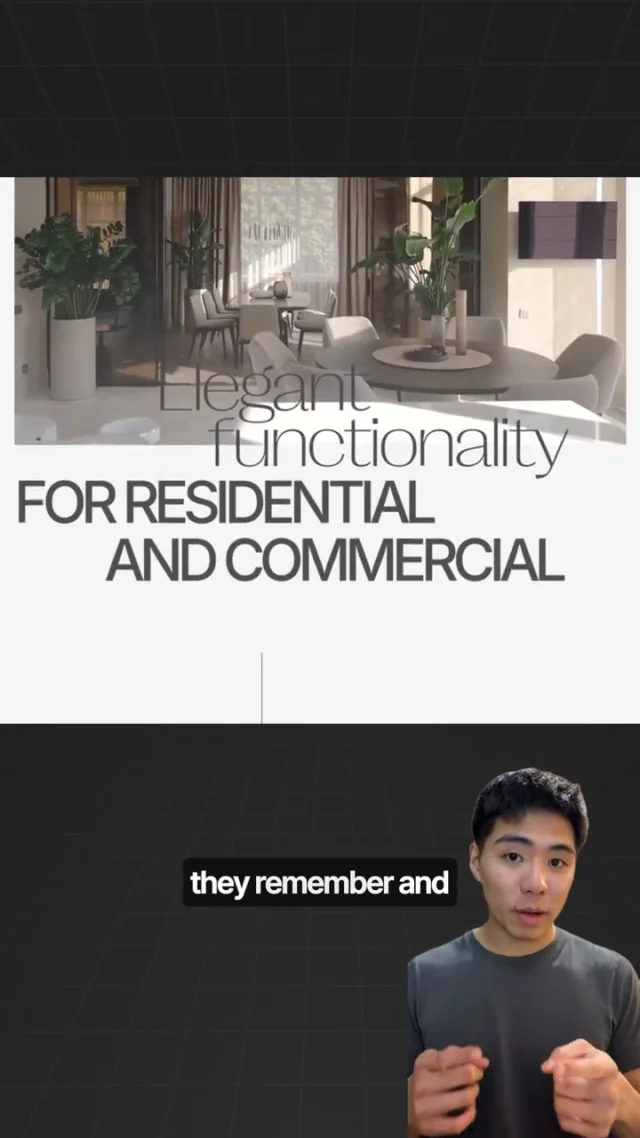 Elegant
functionality
FOR RESIDENTIAL
AND COMMERCIAL
they remember and